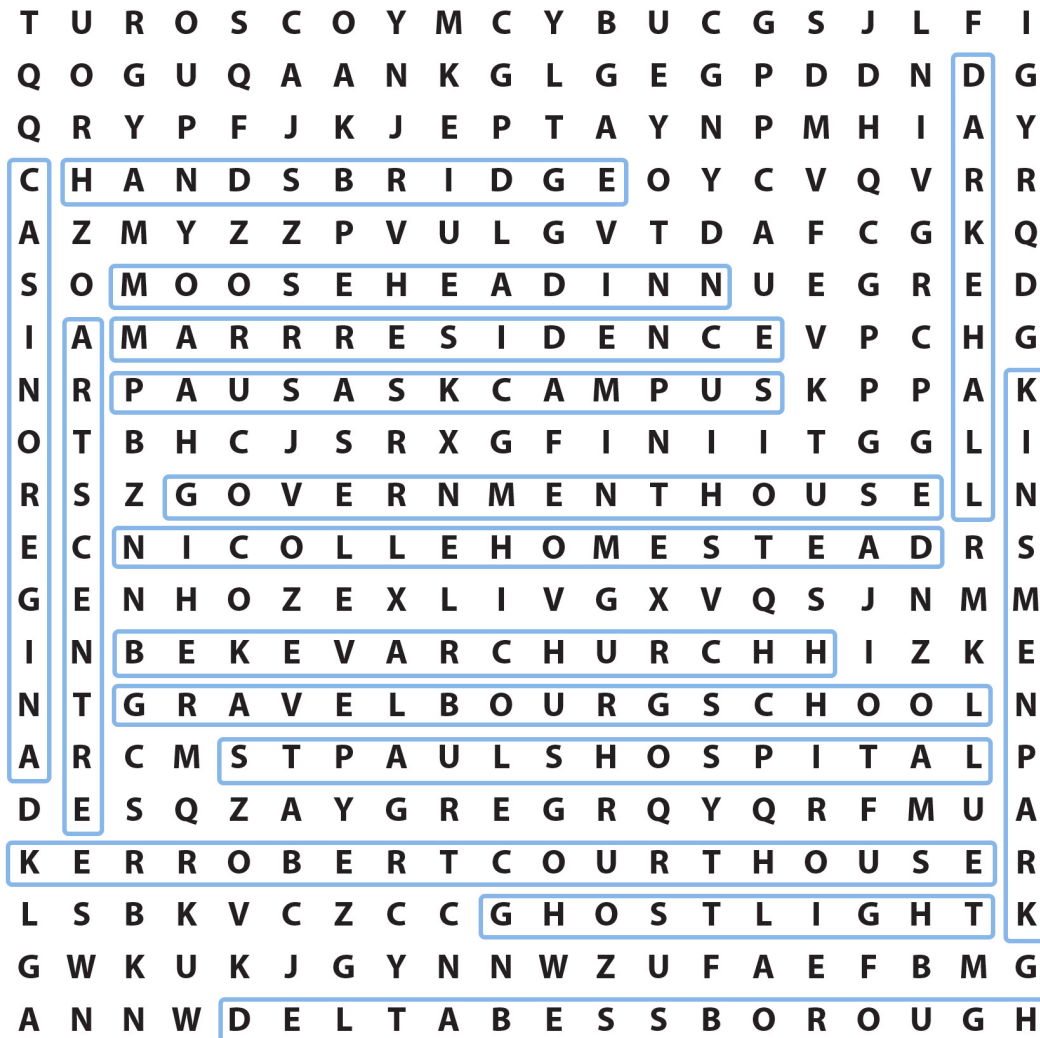 T U R O S C O Y M C Y B U C G S J L F I
Q O G U Q A A N K G L G E G P D D N D G
Q R Y P F J K J E P T A Y N P M H I A Y
C H A N D S B R I D G E O Y C V Q V R R
A Z M Y Z Z P V U L G V T D A F C G K Q
S O M O O S E H E A D I N N U E G R E D
I A M A R R R E S I D E N C E V P C H G
N R P A U S A S K C A M P U S K P P A K
O T B H C J S R X G F I N I I T G G L I
R S Z G O V E R N M E N T H O U S E L N
E C N I C O L L E H O M E S T E A D R S
G E N H O Z E X L I V G X V Q S J N M M
I N B E K E V A R C H U R C H H I Z K E
N T G R A V E L B O U R G S C H O O L N
A R C M S T P A U L S H O S P I T A L P
D E S Q Z A Y G R E G R Q Y Q R F M U A
K E R R O B E R T C O U R T H O U S E R
L S B K V C Z C C G H O S T L I G H T K
G W K U K J G Y N N W Z U F A E F B M G
A N N W D E L T A B E S S B O R O U G H